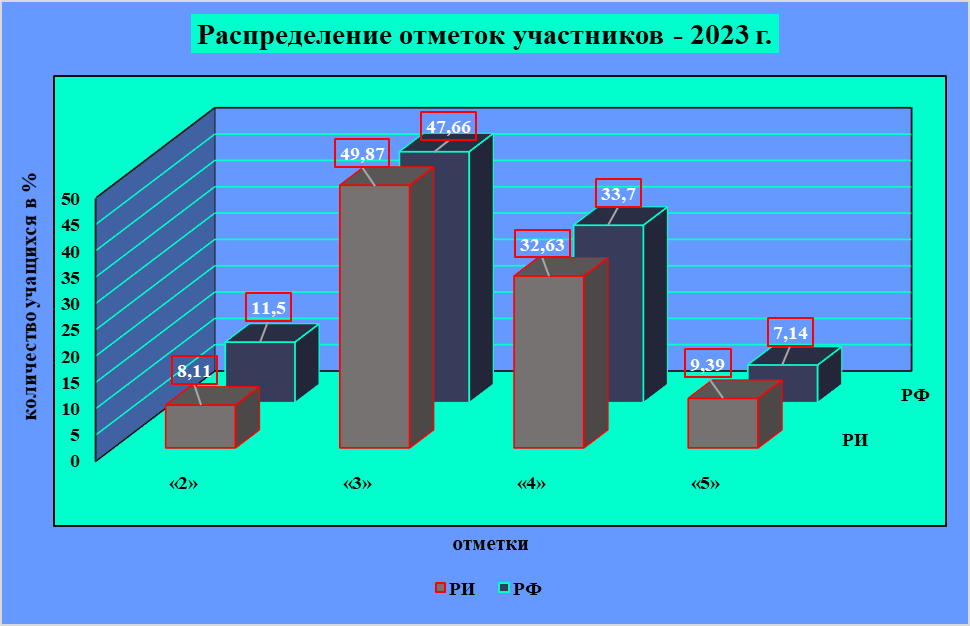 Распределение отметок участников - 2023 г.
количество учащихся в %
50
45
40
35
30
25
20
15
10
5
0
8,11
11,5
49,87
47,66
32,63
33,7
9,39
7,14
РФ
РИ
«2» «3» «4» «5»
отметки
РИ РФ